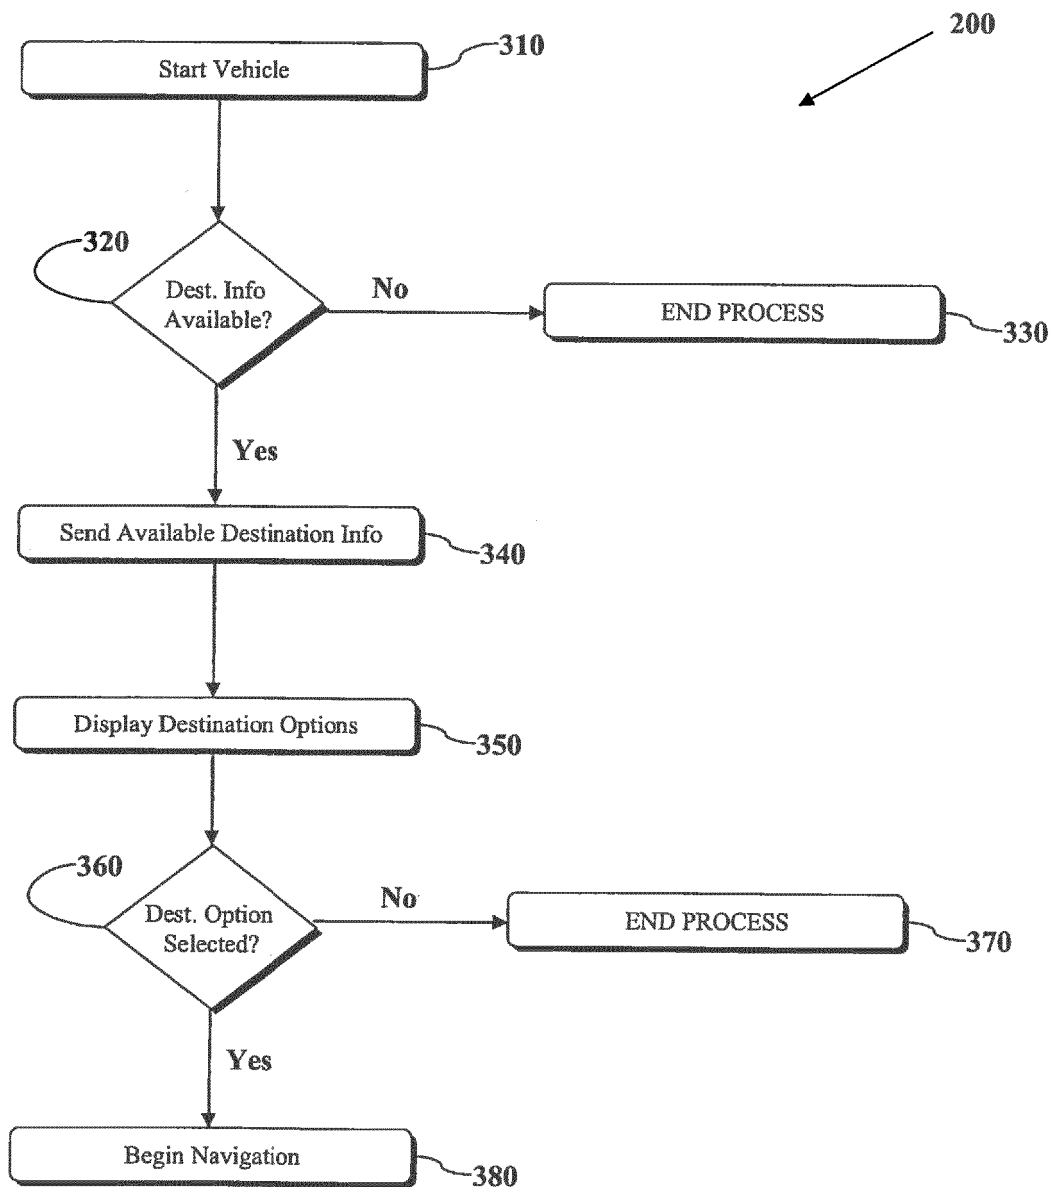 200
310
Start Vehicle
320
Dest. Info
Available?
No
END PROCESS
330
Yes
Send Available Destination Info
340
Display Destination Options
350
360
Dest. Option
Selected?
No
END PROCESS
370
Yes
Begin Navigation
380